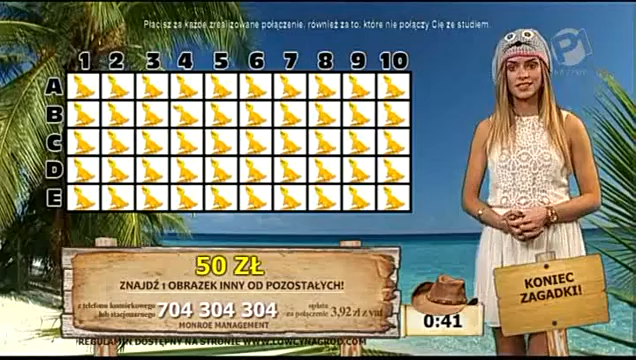 Płacisz za każde zrealizowane połączenie, również za to, które nie połączy Cię ze studiem.
1 2 3 4 5 6 7 8 9 10
A
B
C
D
E
50 ZŁ
ZNAJDŹ 1 OBRAZEK INNY OD POZOSTAŁYCH!
z telefonu komórkowego
lub stacjonarnego
704 304 304
opłata
za połączenie 3,92 zł z vat
MONROE MANAGEMENT
REGULAMIN DOSTĘPNY NA STRONIE WWW.LOWCYNAGROD.COM
0:41
KONIEC
ZAGADKI!